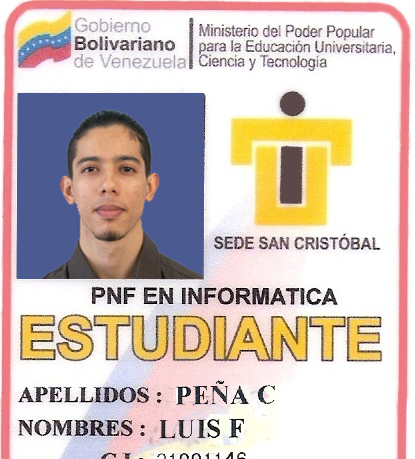 Gobierno
Bolivariano
de Venezuela
Ministerio del Poder Popular
para la Educación Universitaria,
Ciencia y Tecnología
SEDE SAN CRISTÓBAL
PNF EN INFORMATICA
ESTUDIANTE
APELLIDOS : PEÑA C
NOMBRES : LUIS F